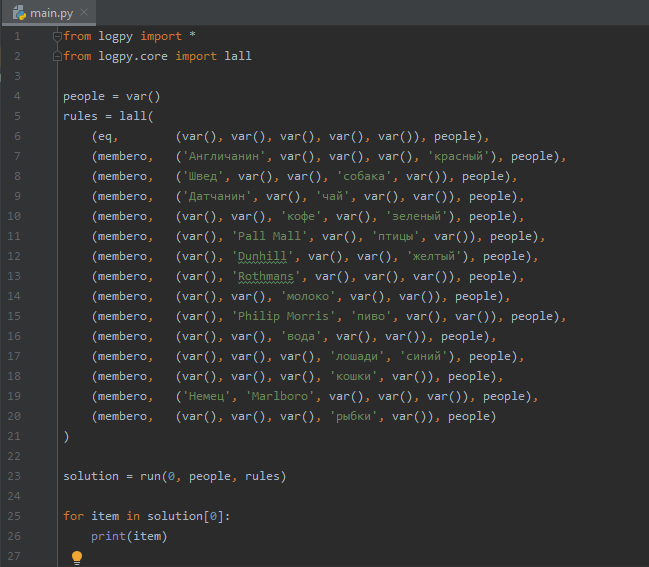 main.py
1 from logpy import *
2 from logpy.core import lall
3
4 people = var()
5 rules = lall(
6     (eq,        (var(), var(), var(), var(), var()), people),
7     (membero,   ('Англичанин', var(), var(), var(), 'красный'), people),
8     (membero,   ('Швед', var(), var(), 'собака', var()), people),
9     (membero,   ('Датчанин', var(), 'чай', var(), var()), people),
10     (membero,   (var(), var(), 'кофе', var(), 'зеленый'), people),
11     (membero,   (var(), 'Pall Mall', var(), 'птицы', var()), people),
12     (membero,   (var(), 'Dunhill', var(), var(), 'желтый'), people),
13     (membero,   (var(), 'Rothmans', var(), var(), var()), people),
14     (membero,   (var(), var(), 'молоко', var(), var()), people),
15     (membero,   (var(), 'Philip Morris', 'пиво', var(), var()), people),
16     (membero,   (var(), var(), 'вода', var(), var()), people),
17     (membero,   (var(), var(), var(), 'лошади', 'синий'), people),
18     (membero,   (var(), var(), var(), 'кошки', var()), people),
19     (membero,   ('Немец', 'Marlboro', var(), var(), var()), people),
20     (membero,   (var(), var(), var(), 'рыбки', var()), people)
21 )
22
23 solution = run(0, people, rules)
24
25 for item in solution[0]:
26     print(item)
27